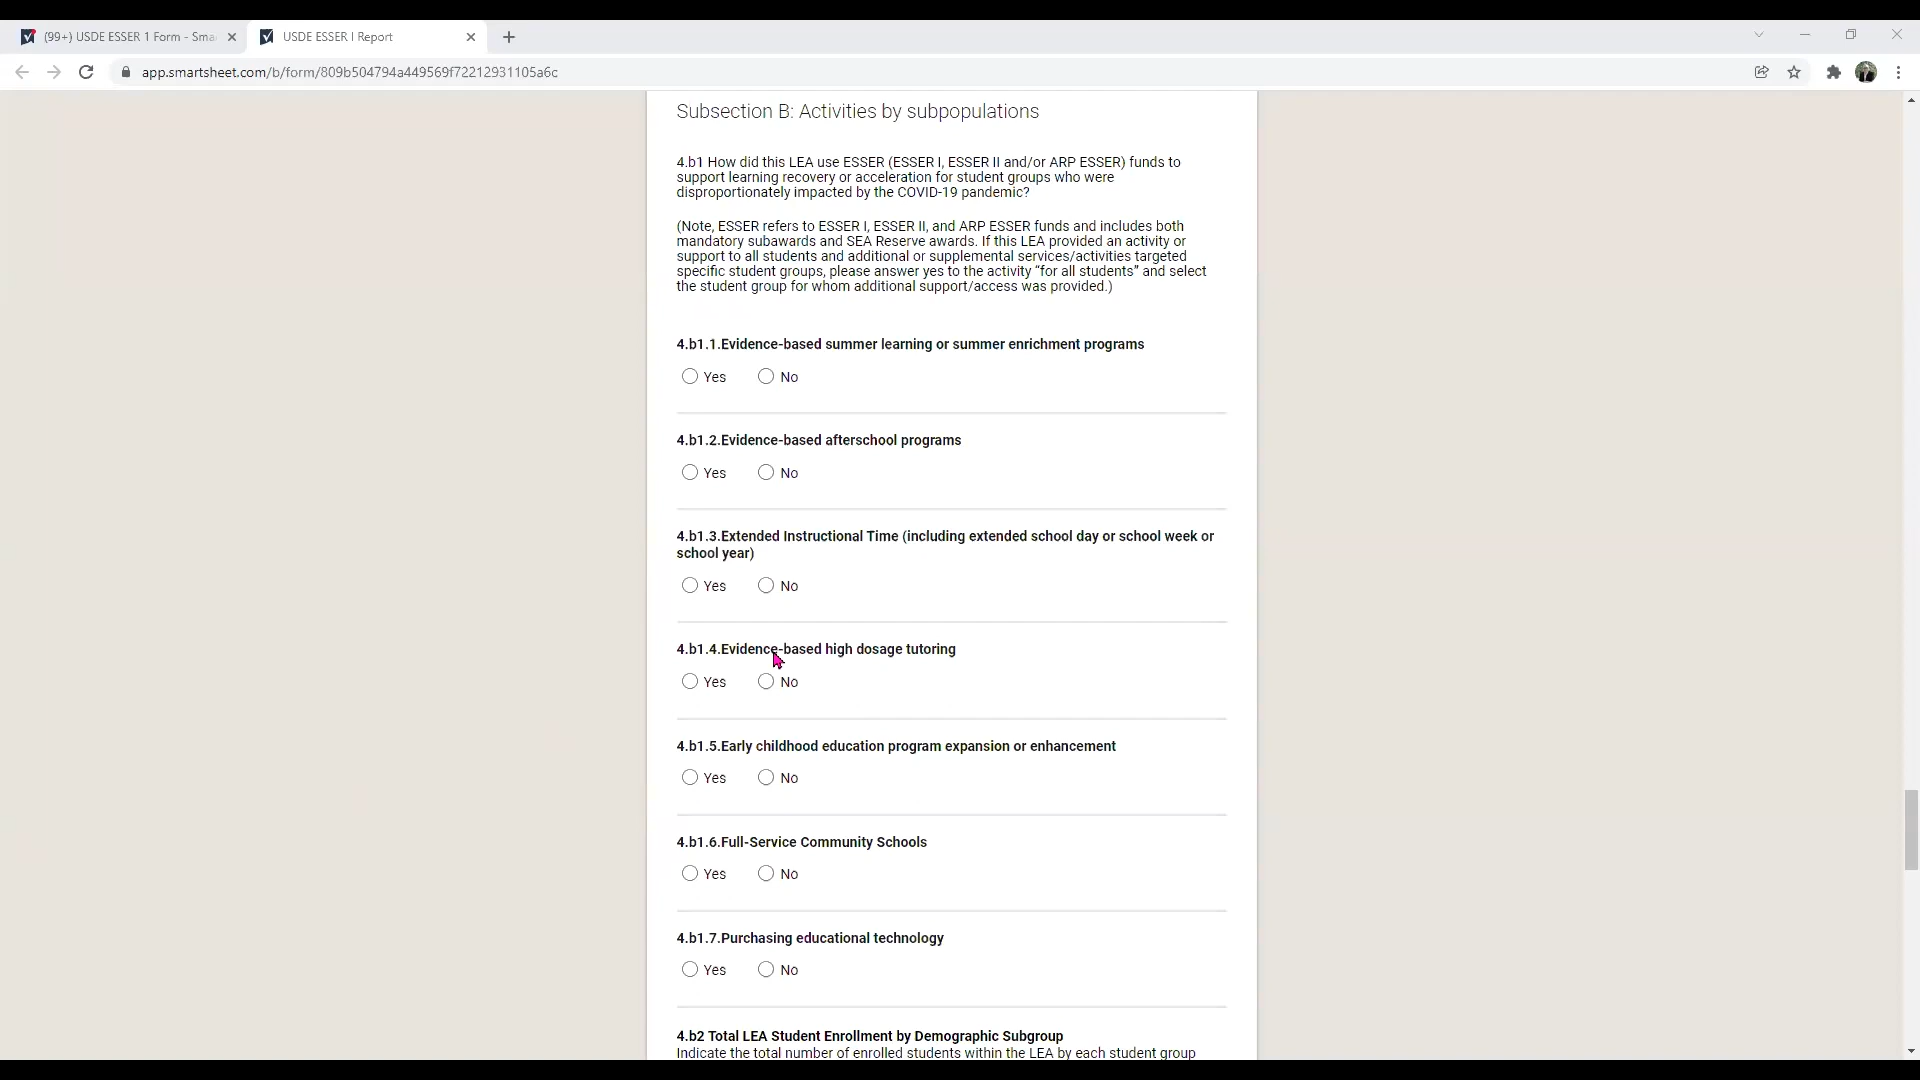 (99+) USDE ESSER 1 Form - Sma
USDE ESSER I Report
app.smartsheet.com/b/form/809b504794a449569f72212931105a6c
Subsection B: Activities by subpopulations
4.b1 How did this LEA use ESSER (ESSER I, ESSER II and/or ARP ESSER) funds to
support learning recovery or acceleration for student groups who were
disproportionately impacted by the COVID-19 pandemic?
(Note, ESSER refers to ESSER I, ESSER II, and ARP ESSER funds and includes both
mandatory subawards and SEA Reserve awards. If this LEA provided an activity or
support to all students and additional or supplemental services/activities targeted
specific student groups, please answer yes to the activity “for all students” and select
the student group for whom additional support/access was provided.)
4.b1.1.Evidence-based summer learning or summer enrichment programs
Yes No
4.b1.2.Evidence-based afterschool programs
Yes No
4.b1.3.Extended Instructional Time (including extended school day or school week or
school year)
Yes No
4.b1.4.Evidence-based high dosage tutoring
Yes No
4.b1.5.Early childhood education program expansion or enhancement
Yes No
4.b1.6.Full-Service Community Schools
Yes No
4.b1.7.Purchasing educational technology
Yes No
4.b2 Total LEA Student Enrollment by Demographic Subgroup
Indicate the total number of enrolled students within the LEA by each student group